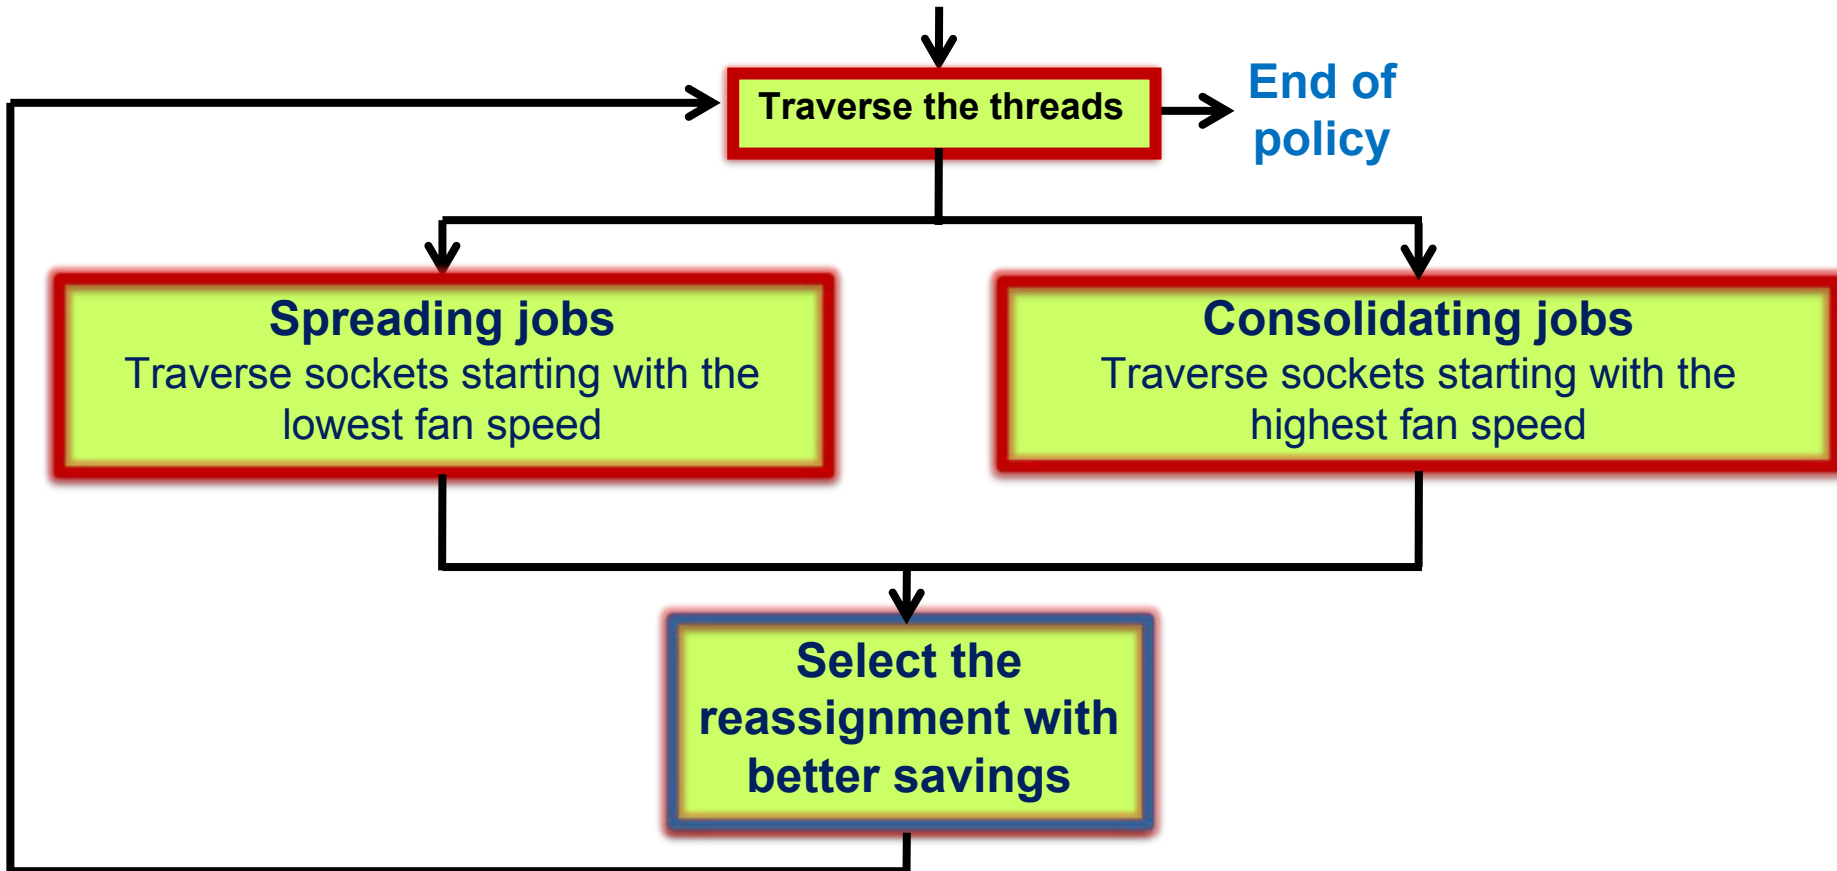 Traverse the threads
End of
policy
Spreading jobs
Traverse sockets starting with the
lowest fan speed
Consolidating jobs
Traverse sockets starting with the
highest fan speed
Select the
reassignment with
better savings